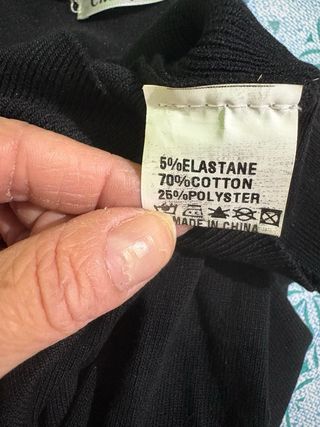 5%ELASTANE
70%COTTON
25%POLYSTER
MADE IN CHINA